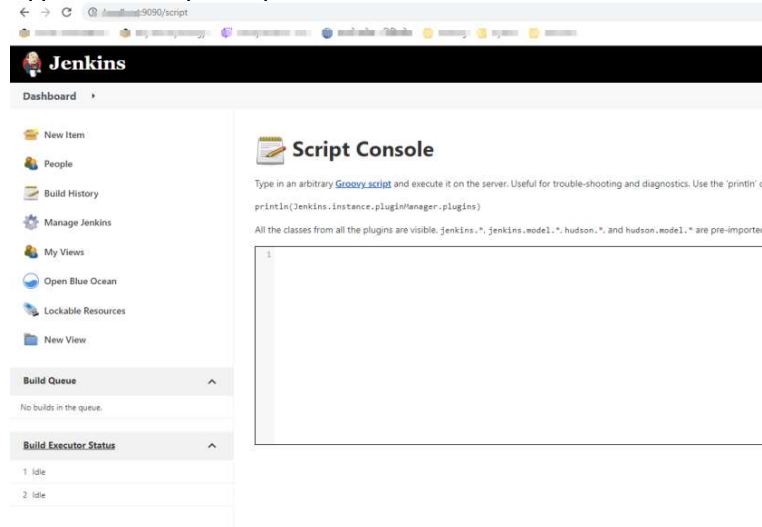 :9090/script
Jenkins
Dashboard
New Item
People
Build History
Manage Jenkins
My Views
Open Blue Ocean
Lockable Resources
New View
Build Queue
No builds in the queue.
Build Executor Status
1 Idle
2 Idle
Script Console
Type in an arbitrary Groovy script and execute it on the server. Useful for trouble-shooting and diagnostics. Use the 'println'
println(Jenkins.instance.pluginManager.plugins)
All the classes from all the plugins are visible. jenkins.*, jenkins.model.*, hudson.*, and hudson.model.* are pre-imported
1